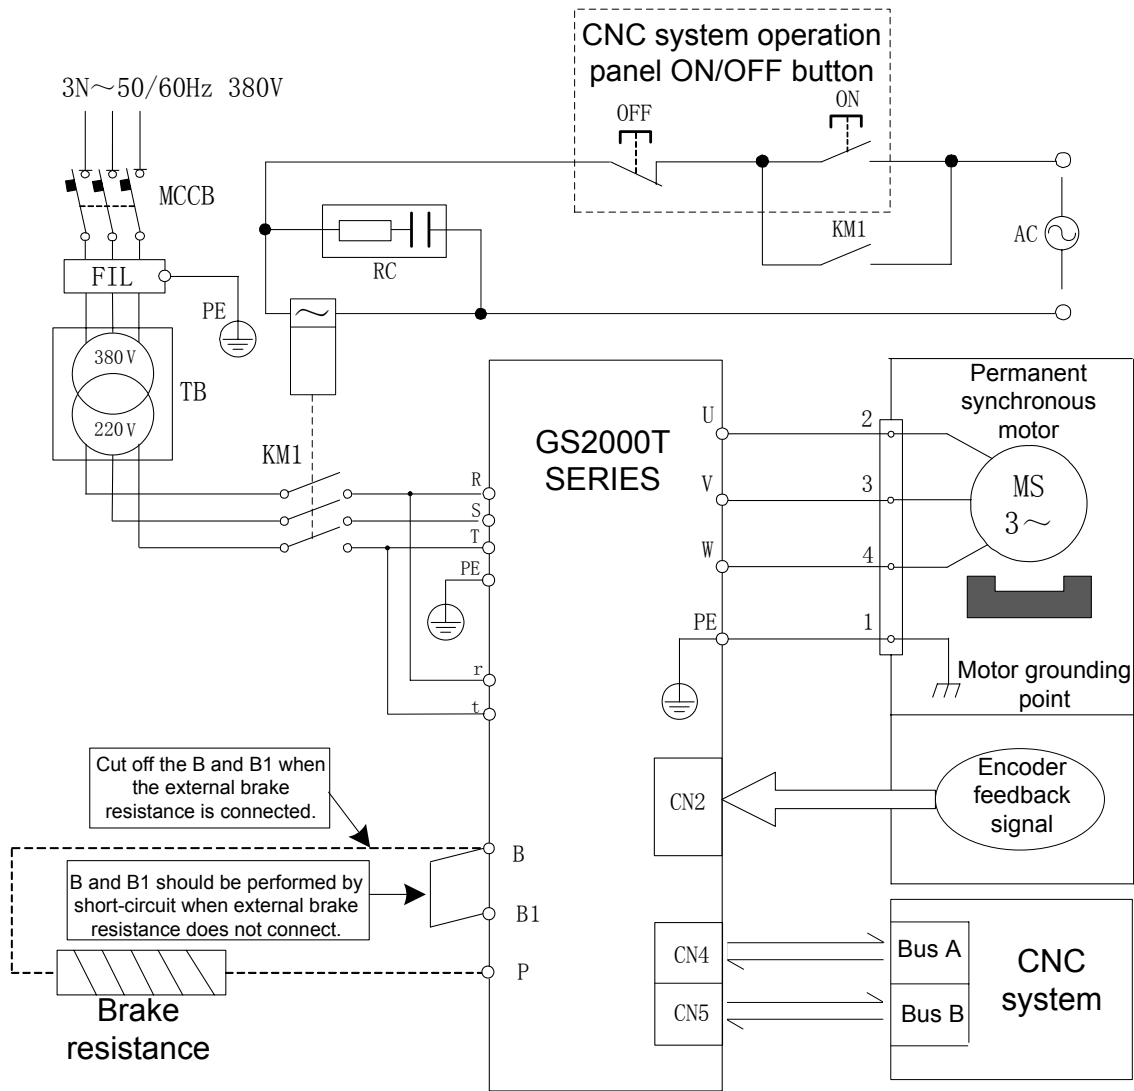 CNC system operation
panel ON/OFF button
3N～50/60Hz 380V
OFF
ON
MCCB
KM1
AC
RC
FIL
PE
380V
TB
220V
KM1
GS2000T
SERIES
R
S
T
PE
r
t
U
V
W
PE
2
3
4
1
Permanent
synchronous
motor
MS
3～
Motor grounding
point
Cut off the B and B1 when
the external brake
resistance is connected.
B and B1 should be performed by
short-circuit when external brake
resistance does not connect.
B
B1
P
Brake
resistance
CN2
Encoder
feedback
signal
CN4
CN5
Bus A
Bus B
CNC
system